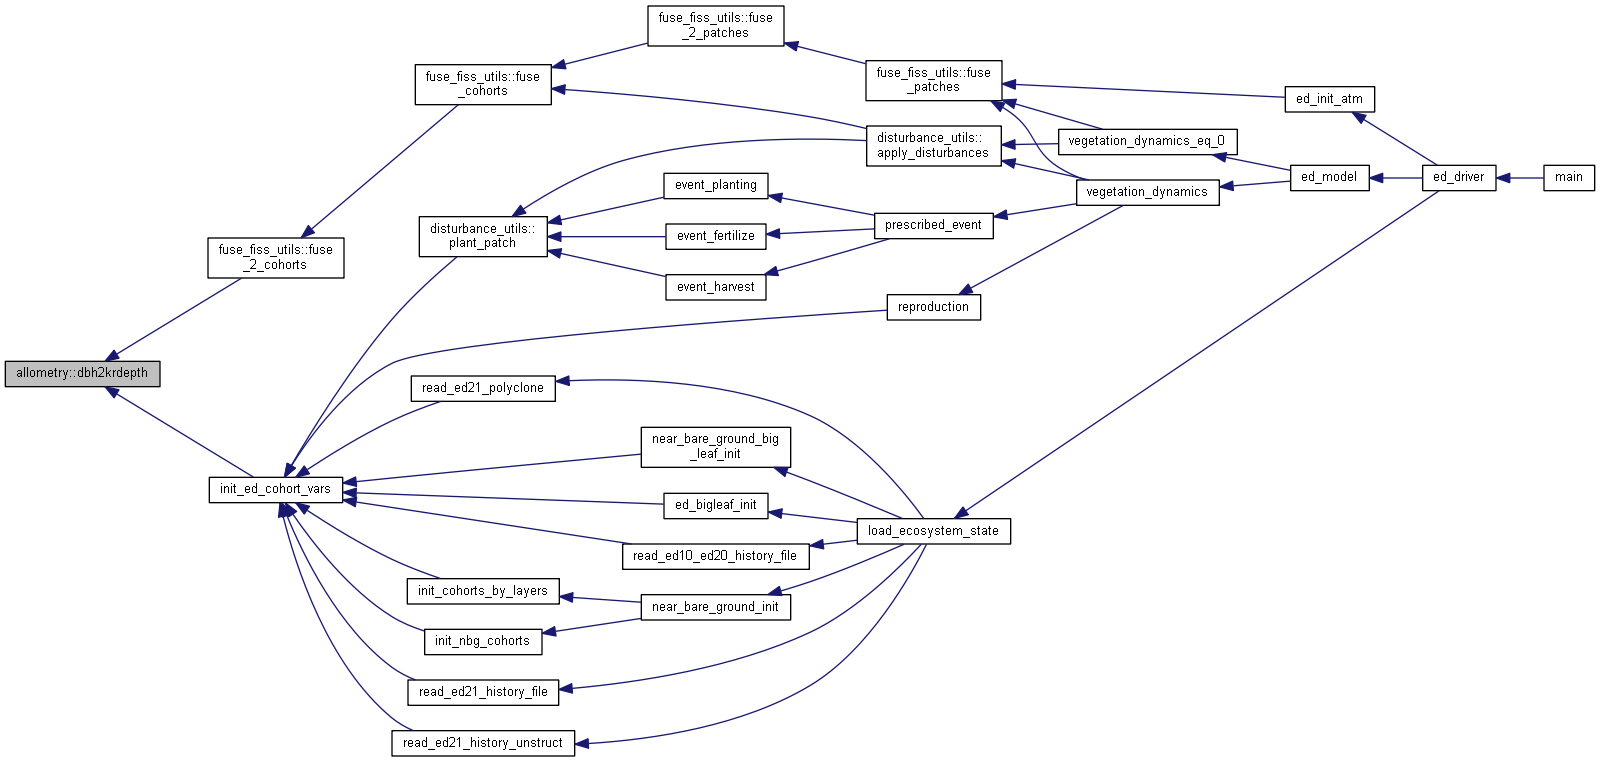 fuse_fiss_utils::fuse
_2_patches
fuse_fiss_utils::fuse
_cohorts
fuse_fiss_utils::fuse
_patches
ed_init_atm
disturbance_utils::
apply_disturbances
vegetation_dynamics_eq_0
event_planting
vegetation_dynamics
ed_model
ed_driver
main
disturbance_utils::
plant_patch
event_fertilize
prescribed_event
fuse_fiss_utils::fuse
_2_cohorts
event_harvest
reproduction
allometry::dbh2krdepth
read_ed21_polyclone
near_bare_ground_big
_leaf_init
init_ed_cohort_vars
ed_bigleaf_init
load_ecosystem_state
read_ed10_ed20_history_file
init_cohorts_by_layers
near_bare_ground_init
init_nbg_cohorts
read_ed21_history_file
read_ed21_history_unstruct